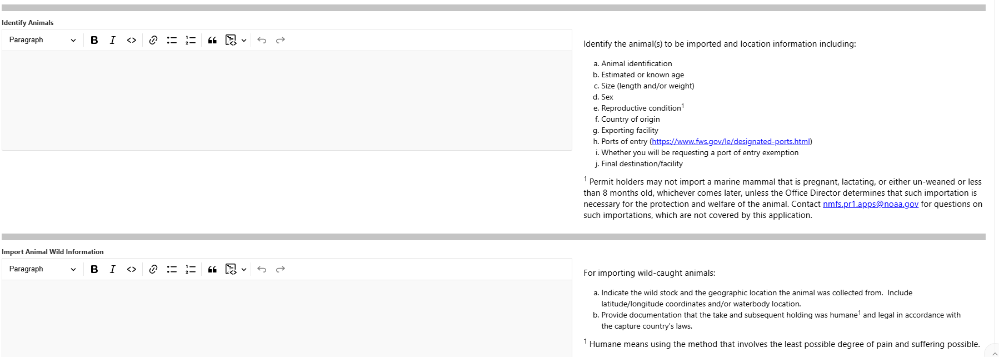 Identify Animals
Paragraph
Identify the animal(s) to be imported and location information including:
a. Animal identification
b. Estimated or known age
c. Size (length and/or weight)
d. Sex
e. Reproductive condition1
f. Country of origin
g. Exporting facility
h. Ports of entry (https://www.fws.gov/le/designated-ports.html)
i. Whether you will be requesting a port of entry exemption
j. Final destination/facility
1 Permit holders may not import a marine mammal that is pregnant, lactating, or either un-weaned or less
than 8 months old, whichever comes later, unless the Office Director determines that such importation is
necessary for the protection and welfare of the animal. Contact nmfs.pr1.apps@noaa.gov for questions on
such importations, which are not covered by this application.
Import Animal Wild Information
Paragraph
For importing wild-caught animals:
a. Indicate the wild stock and the geographic location the animal was collected from.  Include
latitude/longitude coordinates and/or waterbody location.
b. Provide documentation that the take and subsequent holding was humane1 and legal in accordance with
the capture country’s laws.
1 Humane means using the method that involves the least possible degree of pain and suffering possible.